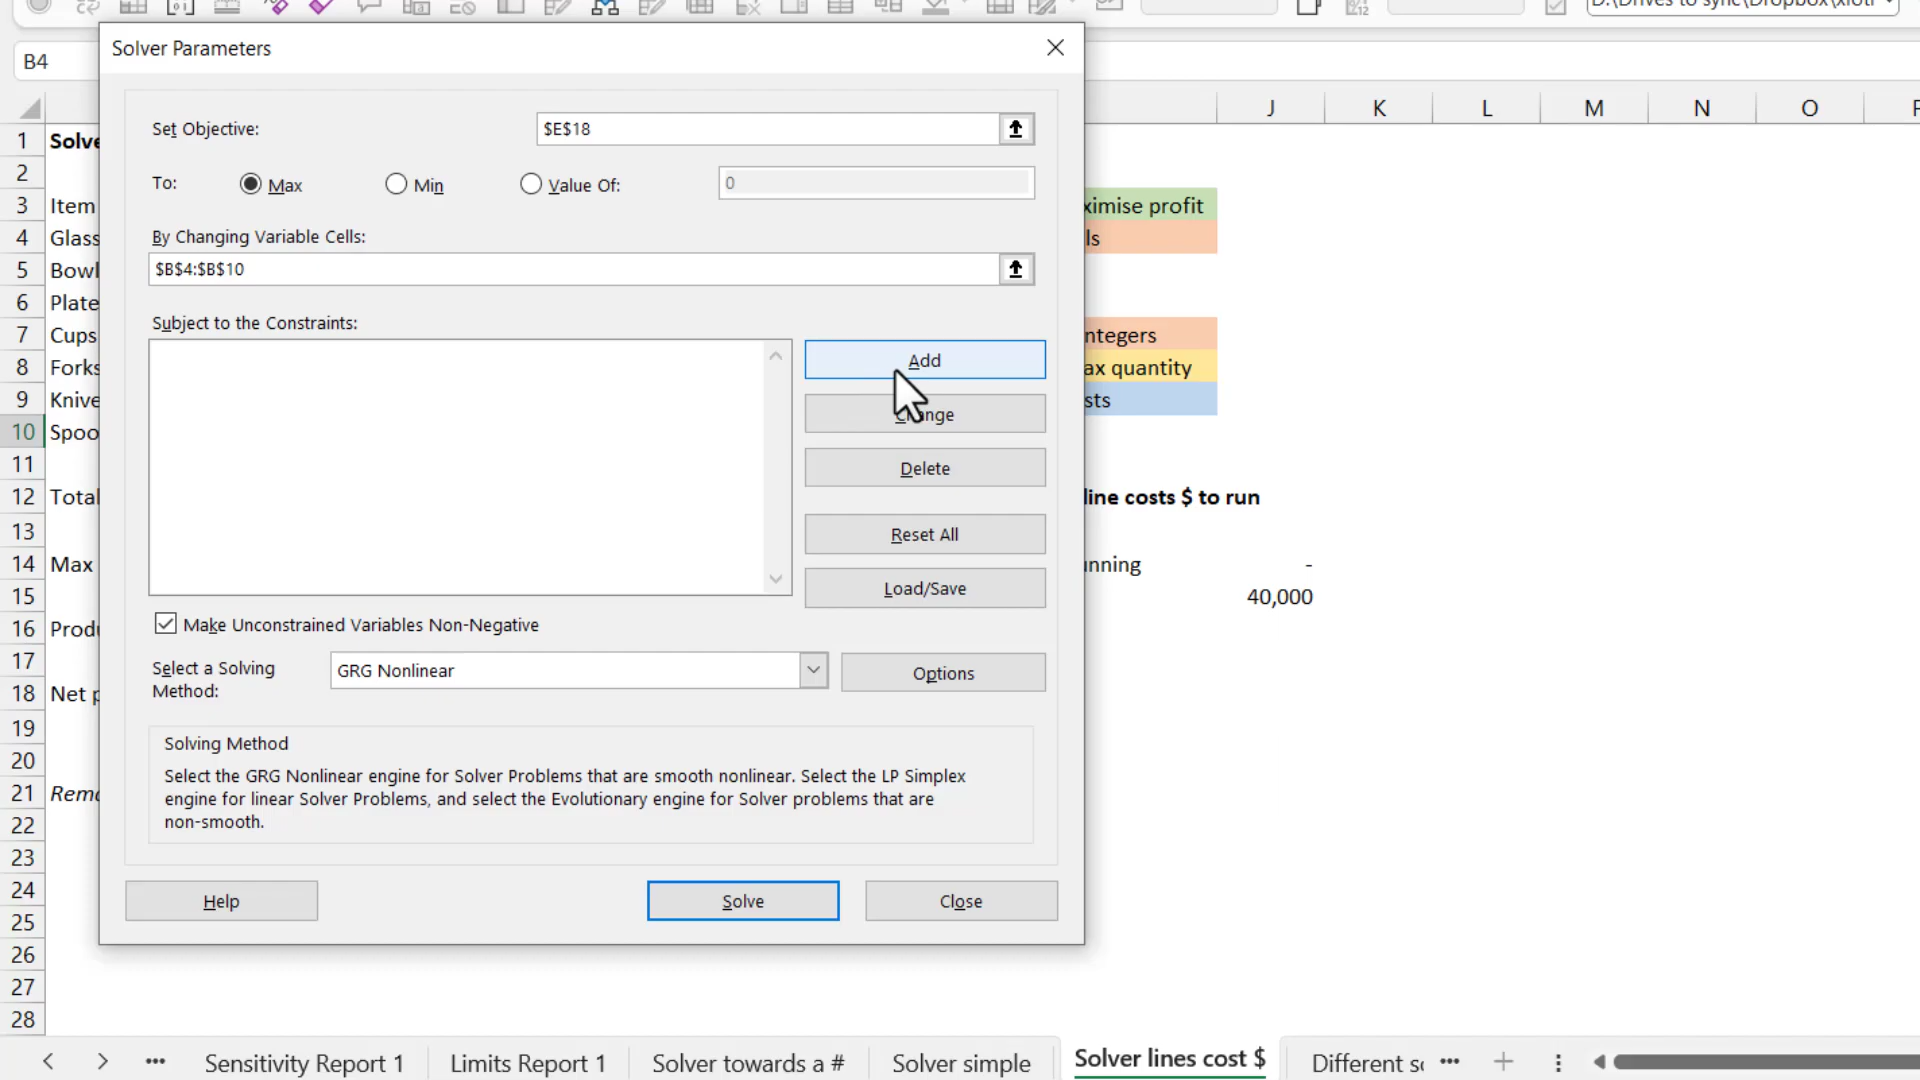 Solver Parameters
B4
Set Objective:
$E$18
To:
Max
Min
Value Of:
0
By Changing Variable Cells:
$B$4:$B$10
Subject to the Constraints:
Add
Change
Delete
Reset All
Load/Save
Make Unconstrained Variables Non-Negative
Select a Solving
Method:
GRG Nonlinear
Options
Solving Method
Select the GRG Nonlinear engine for Solver Problems that are smooth nonlinear. Select the LP Simplex
engine for linear Solver Problems, and select the Evolutionary engine for Solver problems that are
non-smooth.
Help
Solve
Close
J K L M N O
1 Solve
2
3 Item ximise profit
4 Glass ls
5 Bowl
6 Plate
7 Cups ntegers
8 Forks ax quantity
9 Knive sts
10 Spoo
11
12 Total line costs $ to run
13
14 Max unning -
15 40,000
16 Produ
17
18 Net p
19
20
21 Rema
22
23
24
25
26
27
28
Sensitivity Report 1
Limits Report 1
Solver towards a #
Solver simple
Solver lines cost $
Different sc